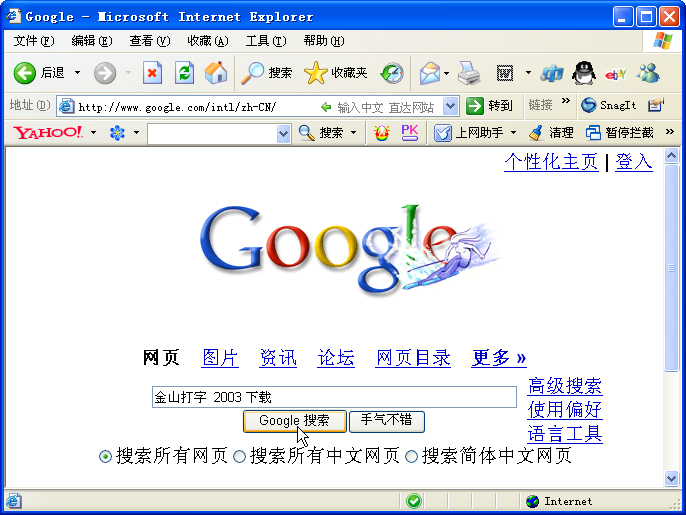 Google - Microsoft Internet Explorer
文件(F) 编辑(E) 查看(V) 收藏(A) 工具(T) 帮助(H)
后退 搜索 收藏夹 W eBY
地址(D) http://www.google.com/intl/zh-CN/ 输入中文 直达网站 转到 链接 » SnagIt
YAHOO! 搜索 PK 上网助手 清理 暂停拦截 »
个性化主页 | 登入
Google
网页 图片 资讯 论坛 网页目录 更多 »
金山打字 2003 下载
高级搜索
Google 搜索 手气不错
使用偏好
语言工具
搜索所有网页 搜索所有中文网页 搜索简体中文网页
Internet